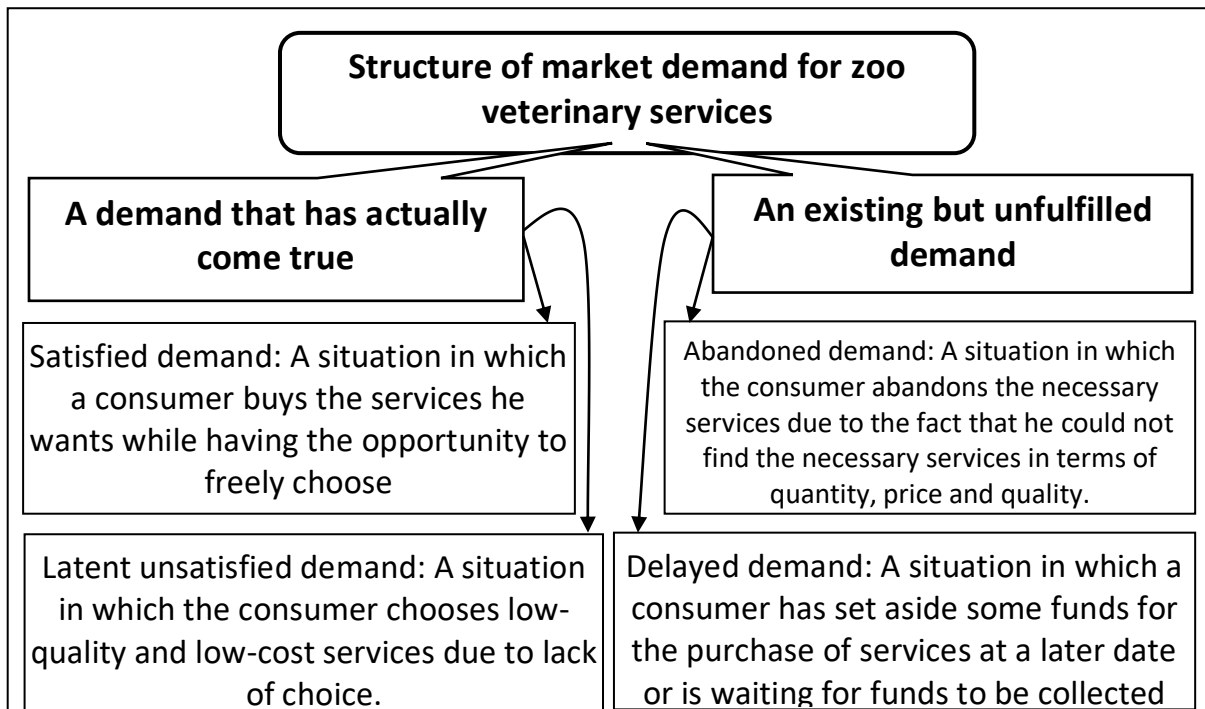 Structure of market demand for zoo
veterinary services
A demand that has actually
come true
An existing but unfulfilled
demand
Satisfied demand: A situation in which
a consumer buys the services he
wants while having the opportunity to
freely choose
Abandoned demand: A situation in which
the consumer abandons the necessary
services due to the fact that he could not
find the necessary services in terms of
quantity, price and quality.
Latent unsatisfied demand: A situation
in which the consumer chooses low-
quality and low-cost services due to lack
of choice.
Delayed demand: A situation in which a
consumer has set aside some funds for
the purchase of services at a later date
or is waiting for funds to be collected